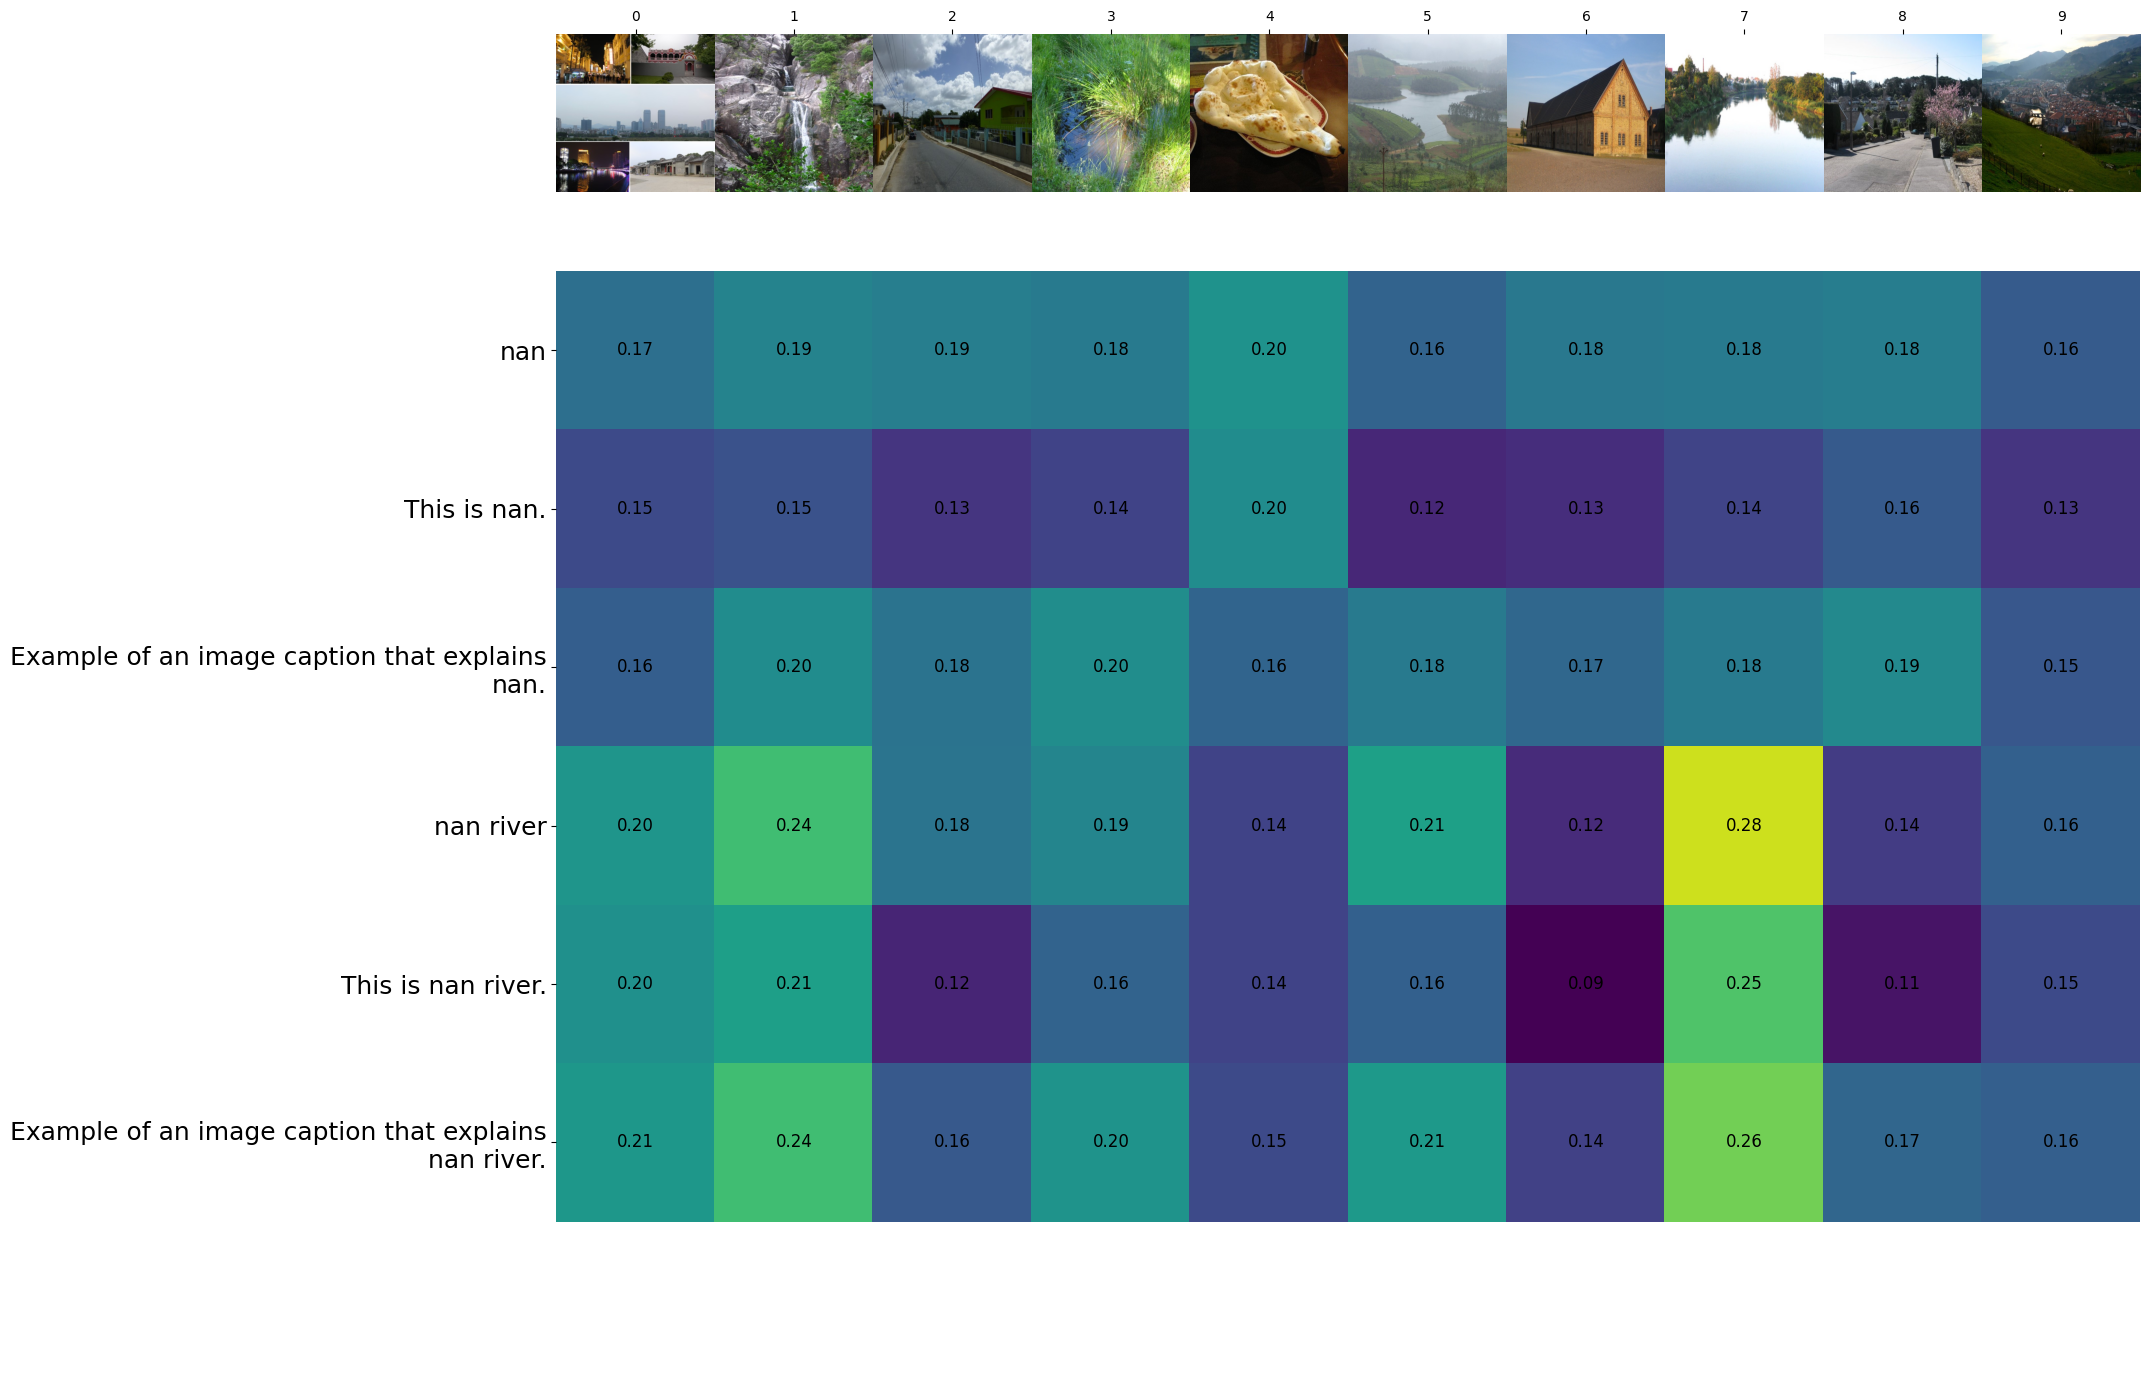 0 1 2 3 4 5 6 7 8 9
nan 0.17 0.19 0.19 0.18 0.20 0.16 0.18 0.18 0.18 0.16
This is nan. 0.15 0.15 0.13 0.14 0.20 0.12 0.13 0.14 0.16 0.13
Example of an image caption that explains
nan. 0.16 0.20 0.18 0.20 0.16 0.18 0.17 0.18 0.19 0.15
nan river 0.20 0.24 0.18 0.19 0.14 0.21 0.12 0.28 0.14 0.16
This is nan river. 0.20 0.21 0.12 0.16 0.14 0.16 0.09 0.25 0.11 0.15
Example of an image caption that explains
nan river. 0.21 0.24 0.16 0.20 0.15 0.21 0.14 0.26 0.17 0.16